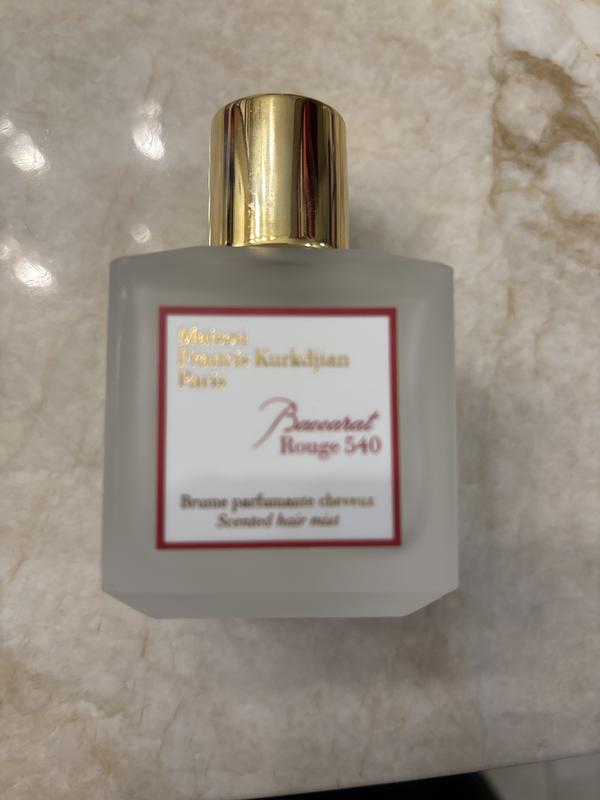 Maison
Francis Kurkdjian
Paris
Baccarat
Rouge 540
Brume parfumante cheveux
Scented hair mist